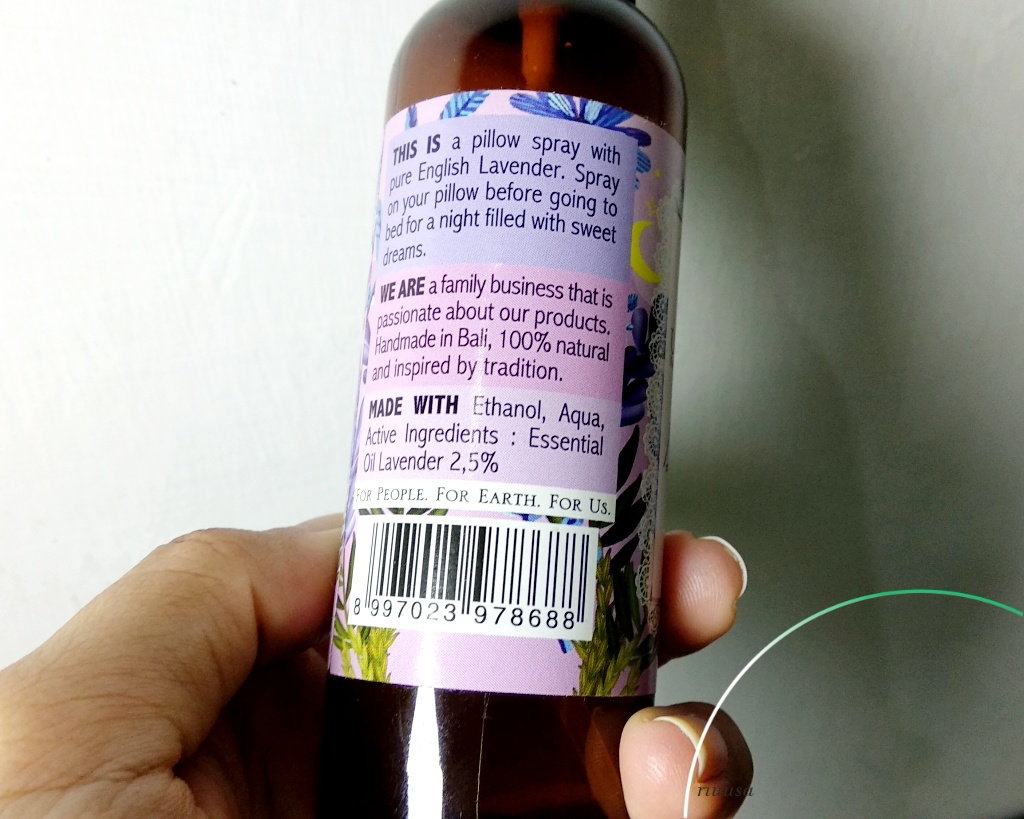 THIS IS a pillow spray with
pure English Lavender. Spray
on your pillow before going to
bed for a night filled with sweet
dreams.
WE ARE a family business that is
passionate about our products.
Handmade in Bali, 100% natural
and inspired by tradition.
MADE WITH Ethanol, Aqua,
Active Ingredients : Essential
Oil Lavender 2,5%
FOR PEOPLE. FOR EARTH. FOR US.
8 997023 978688